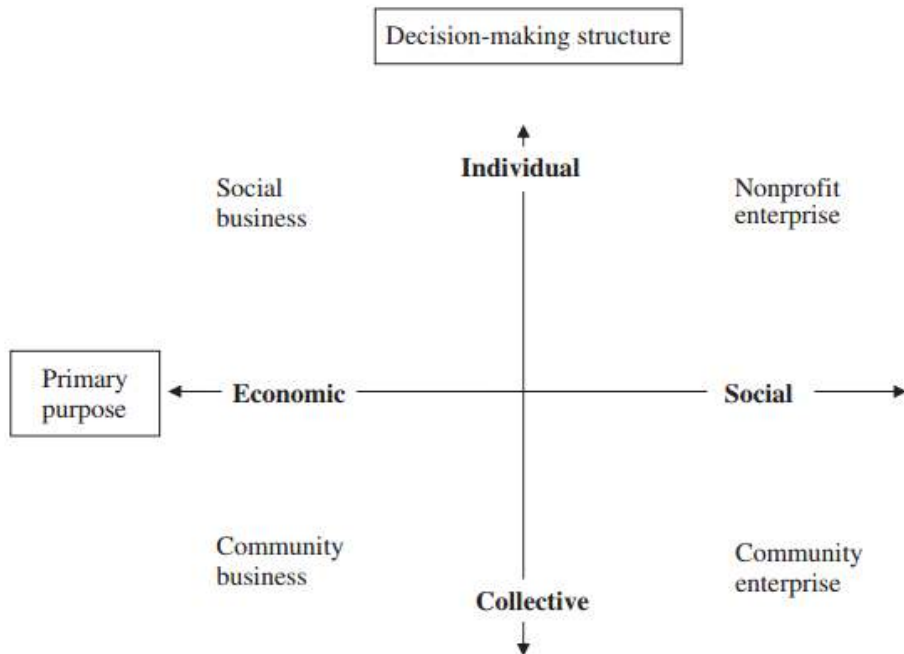 Decision-making structure
Individual
Social
business
Nonprofit
enterprise
Primary
purpose
Economic
Social
Community
business
Community
enterprise
Collective